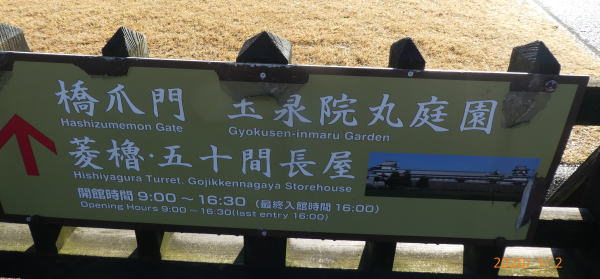 橋爪門 玉泉院丸庭園
Hashizumemon Gate Gyokusen-inmaru Garden
菱櫓・五十間長屋
Hishiyagura Turret. Gojikkennagaya Storehouse
開館時間 9:00 ～ 16:30 (最終入館時間 16:00)
Opening Hours 9:00 ～ 16:30(last entry 16:00)